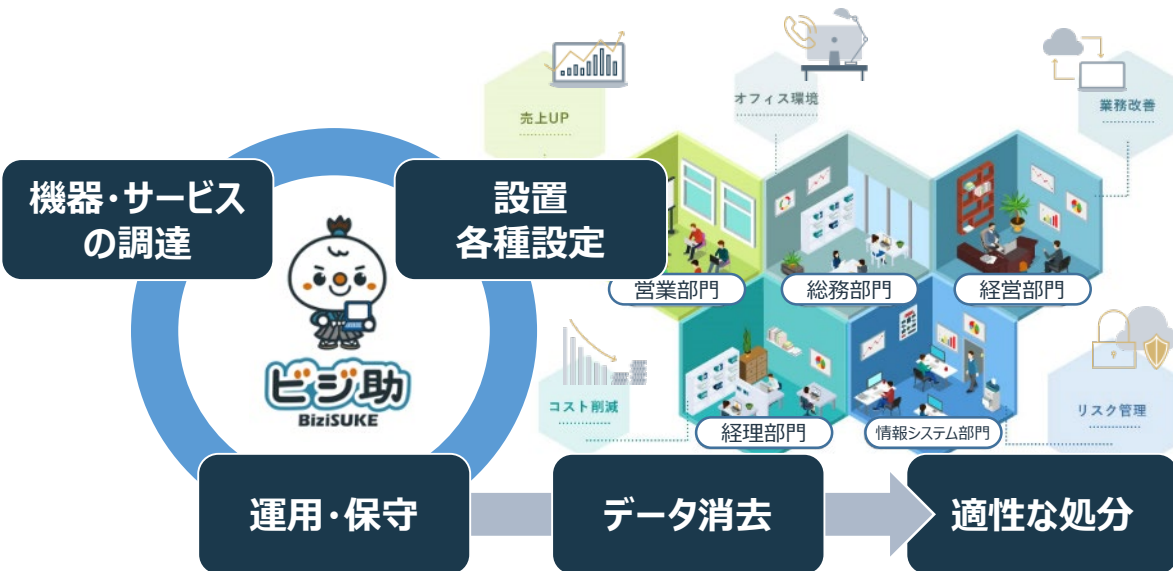 売上UP
オフィス環境
業務改善
機器・サービス
の調達
設置
各種設定
営業部門
総務部門
経営部門
ビジ助
BiziSUKE
コスト削減
リスク管理
経理部門
情報システム部門
運用・保守
データ消去
適性な処分